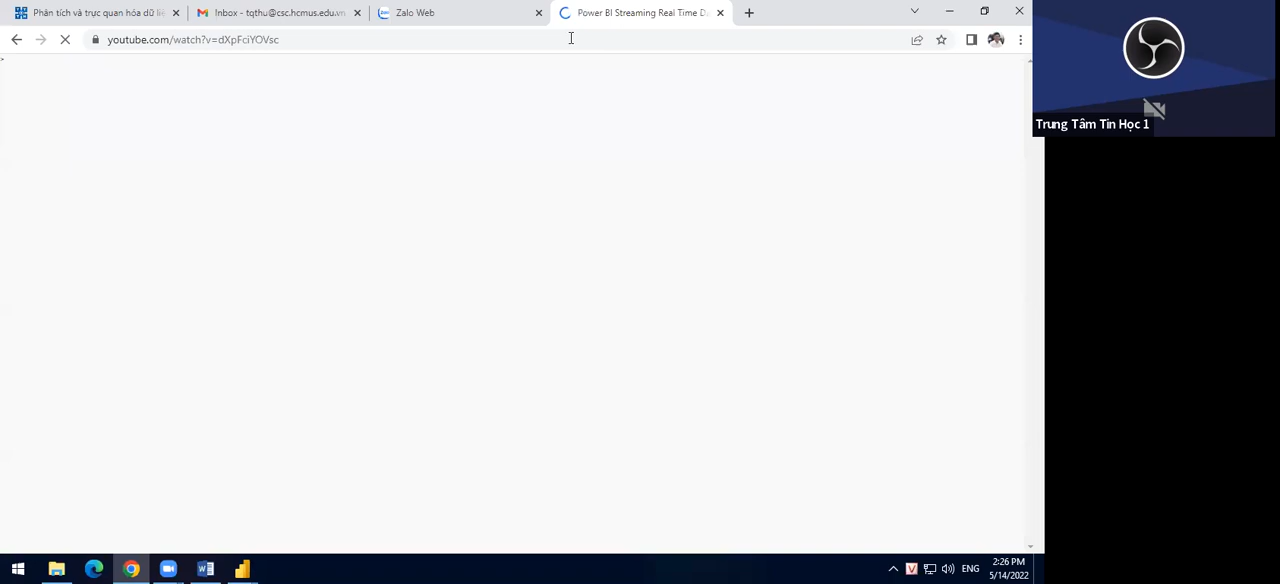 Phân tích và trực quan hóa dữ liệ
Inbox - tqthu@csc.hcmus.edu.vn
Zalo Web
Power BI Streaming Real Time D
youtube.com/watch?v=dXpFciYOVsc
Trung Tâm Tin Học 1
ENG
2:26 PM
5/14/2022